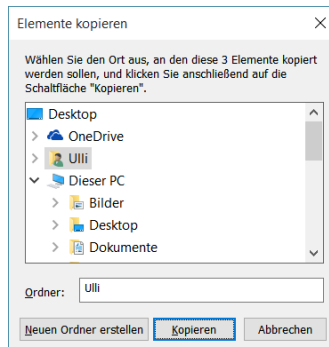 Elemente kopieren
Wählen Sie den Ort aus, an den diese 3 Elemente kopiert
werden sollen, und klicken Sie anschließend auf die
Schaltfläche "Kopieren".
Desktop
OneDrive
Ulli
Dieser PC
Bilder
Desktop
Dokumente
Ordner: Ulli
Neuen Ordner erstellen Kopieren Abbrechen